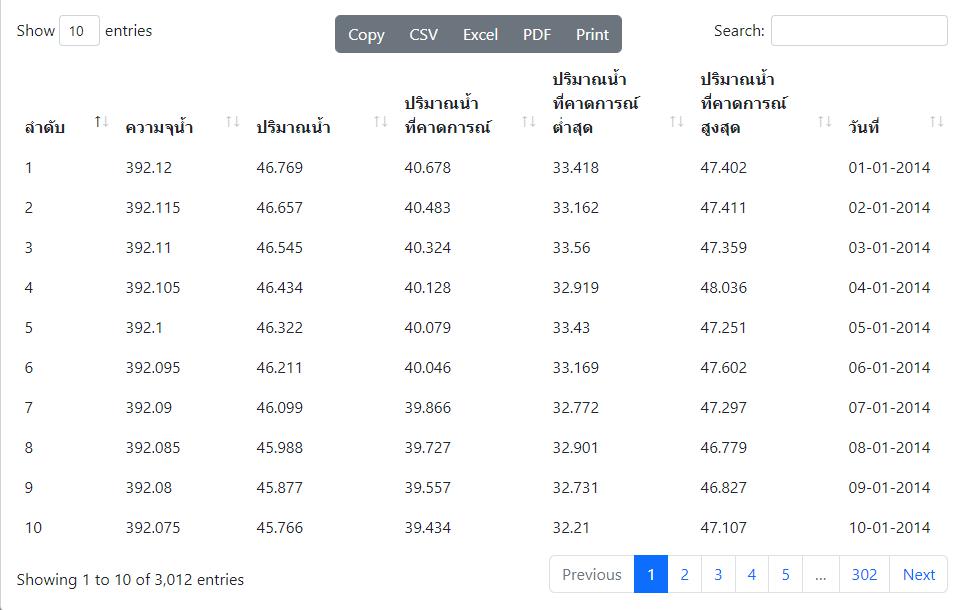 Show 10 entries Copy CSV Excel PDF Print Search:
ปริมาณน้ำ ปริมาณน้ำ
ปริมาณน้ำ ที่คาดการณ์ ที่คาดการณ์
ลำดับ ความจุน้ำ ปริมาณน้ำ ที่คาดการณ์ ต่ำสุด สูงสุด วันที่
1 392.12 46.769 40.678 33.418 47.402 01-01-2014
2 392.115 46.657 40.483 33.162 47.411 02-01-2014
3 392.11 46.545 40.324 33.56 47.359 03-01-2014
4 392.105 46.434 40.128 32.919 48.036 04-01-2014
5 392.1 46.322 40.079 33.43 47.251 05-01-2014
6 392.095 46.211 40.046 33.169 47.602 06-01-2014
7 392.09 46.099 39.866 32.772 47.297 07-01-2014
8 392.085 45.988 39.727 32.901 46.779 08-01-2014
9 392.08 45.877 39.557 32.731 46.827 09-01-2014
10 392.075 45.766 39.434 32.21 47.107 10-01-2014
Showing 1 to 10 of 3,012 entries Previous 1 2 3 4 5 ... 302 Next